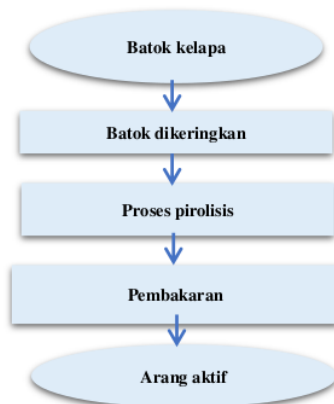 Batok kelapa
Batok dikeringkan
Proses pirolisis
Pembakaran
Arang aktif